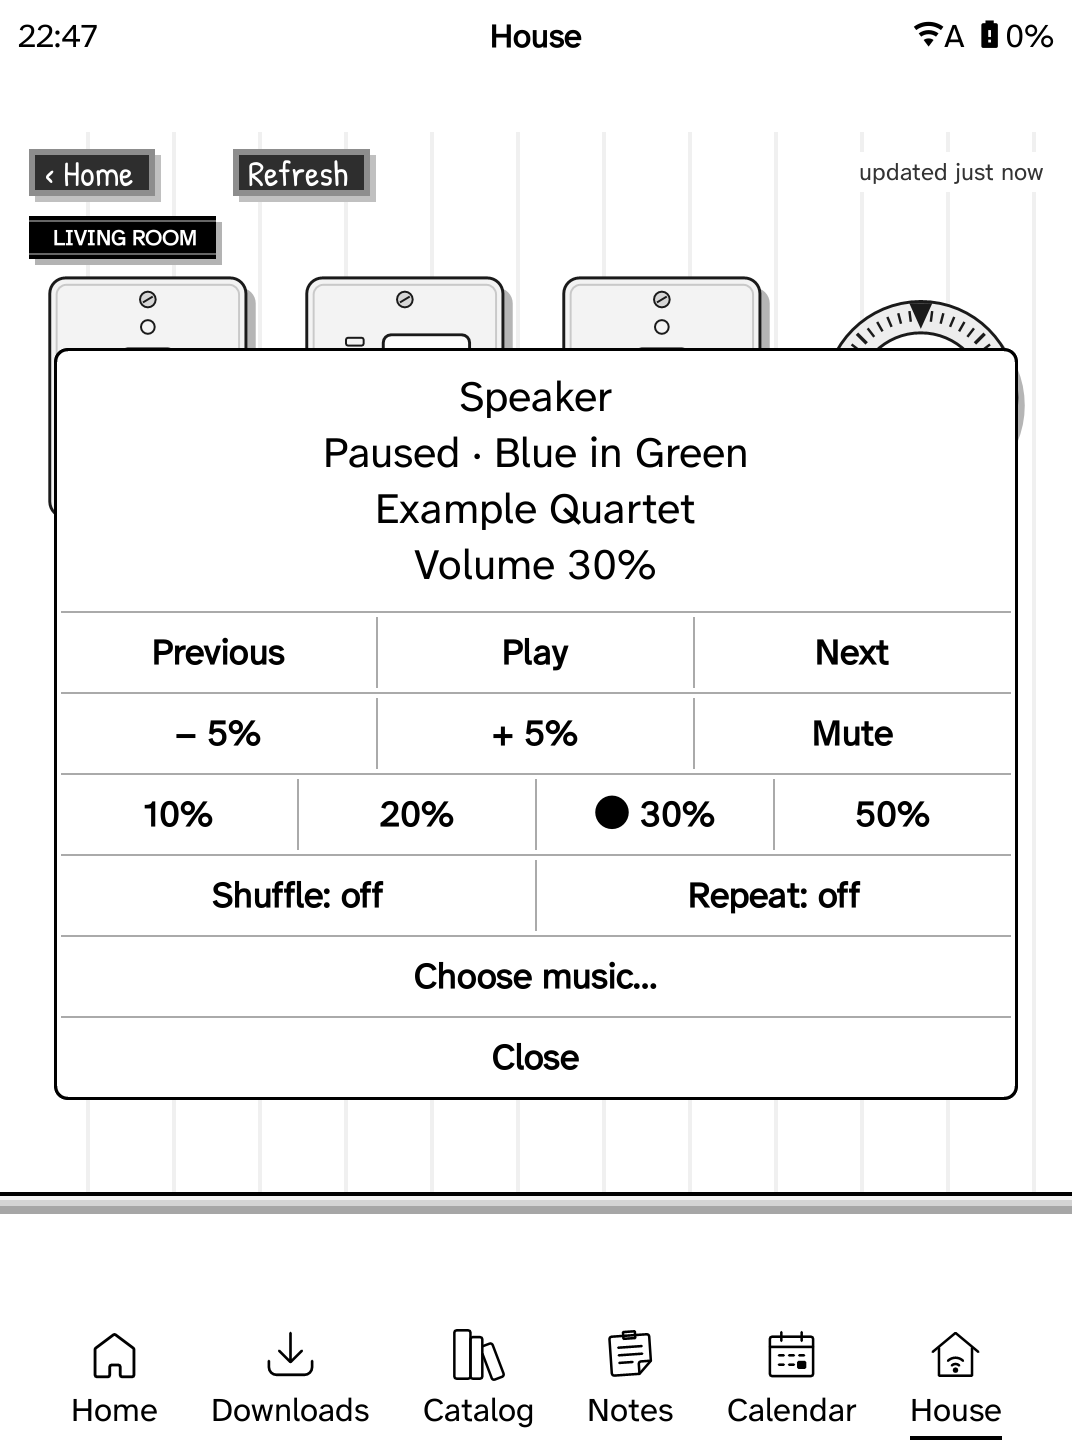 22:47 House A 0%
‹ Home Refresh updated just now
LIVING ROOM
Speaker
Paused · Blue in Green
Example Quartet
Volume 30%
Previous Play Next
– 5% + 5% Mute
10% 20% 30% 50%
Shuffle: off Repeat: off
Choose music...
Close
Home Downloads Catalog Notes Calendar House